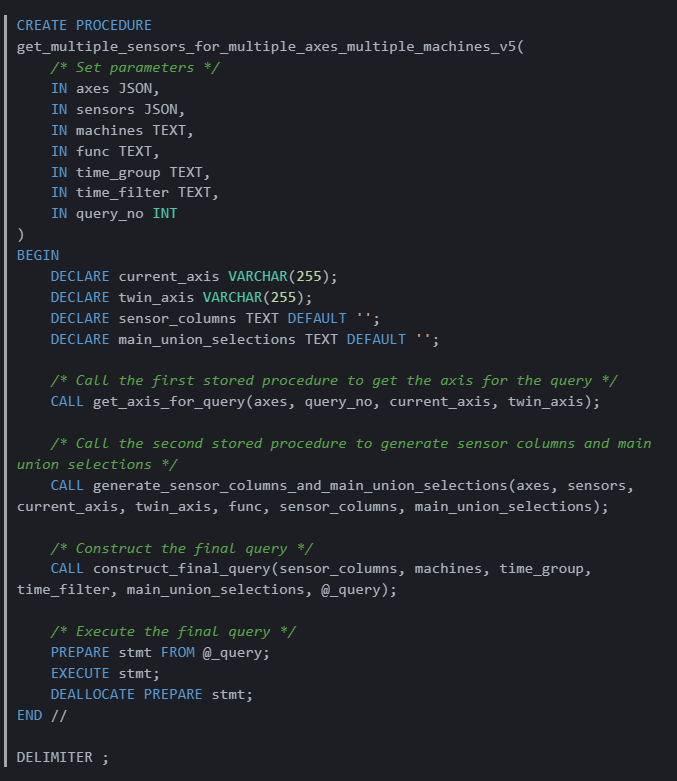 CREATE PROCEDURE
get_multiple_sensors_for_multiple_axes_multiple_machines_v5(
    /* Set parameters */
    IN axes JSON,
    IN sensors JSON,
    IN machines TEXT,
    IN func TEXT,
    IN time_group TEXT,
    IN time_filter TEXT,
    IN query_no INT
)
BEGIN
    DECLARE current_axis VARCHAR(255);
    DECLARE twin_axis VARCHAR(255);
    DECLARE sensor_columns TEXT DEFAULT '';
    DECLARE main_union_selections TEXT DEFAULT '';

    /* Call the first stored procedure to get the axis for the query */
    CALL get_axis_for_query(axes, query_no, current_axis, twin_axis);

    /* Call the second stored procedure to generate sensor columns and main
union selections */
    CALL generate_sensor_columns_and_main_union_selections(axes, sensors,
current_axis, twin_axis, func, sensor_columns, main_union_selections);

    /* Construct the final query */
    CALL construct_final_query(sensor_columns, machines, time_group,
time_filter, main_union_selections, @_query);

    /* Execute the final query */
    PREPARE stmt FROM @_query;
    EXECUTE stmt;
    DEALLOCATE PREPARE stmt;
END //

DELIMITER ;